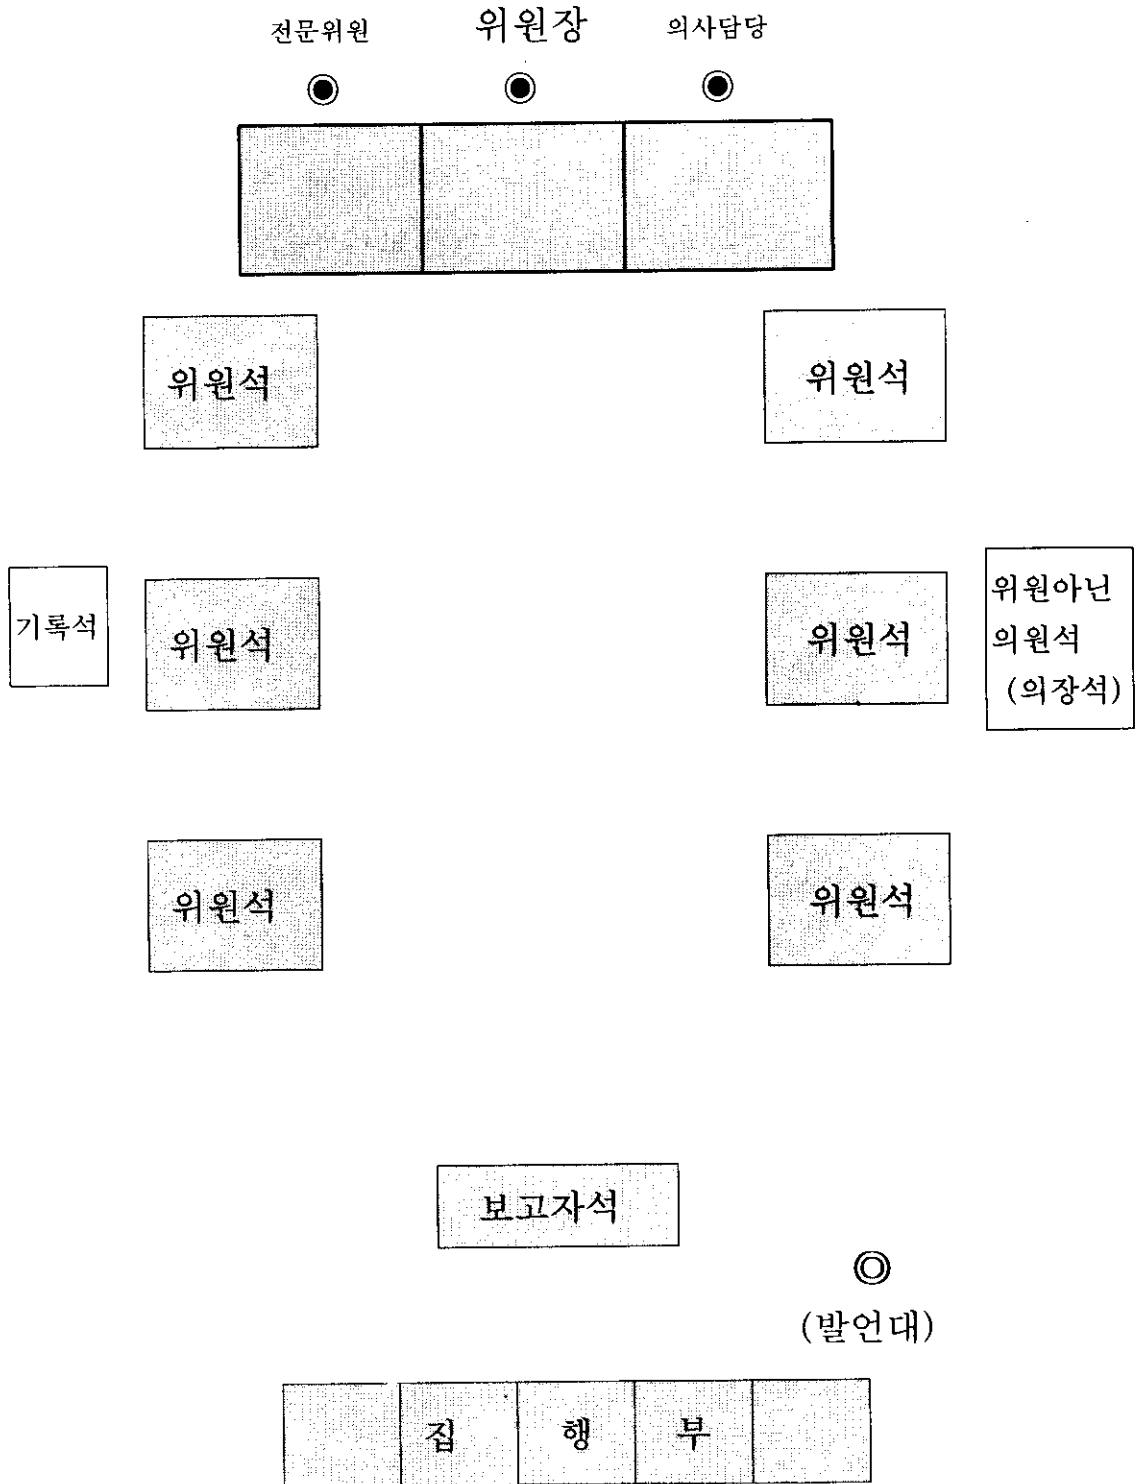 전문위원 위원장 의사담당
위원석 위원석
기록석 위원석 위원석 위원아닌
의원석
(의장석)
위원석 위원석
보고자석
◎
(발언대)
집 행 부